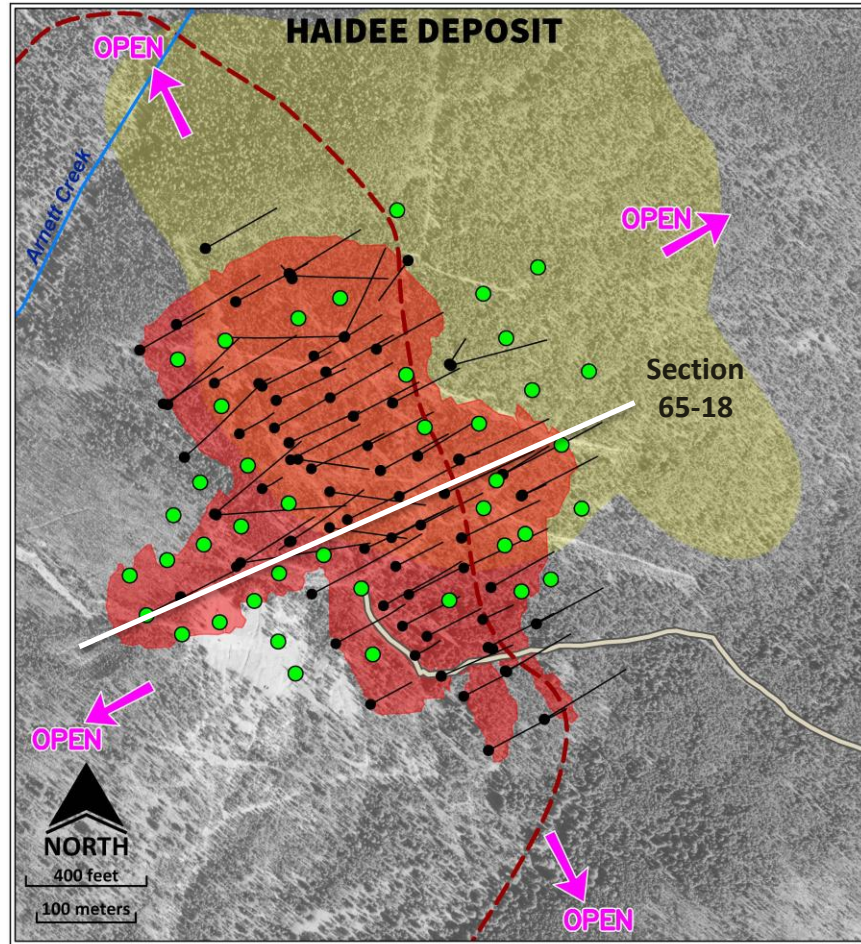 HAIDEE DEPOSIT
OPEN
Arnett Creek
OPEN
Section
65-18
OPEN
NORTH
400 feet
100 meters
OPEN